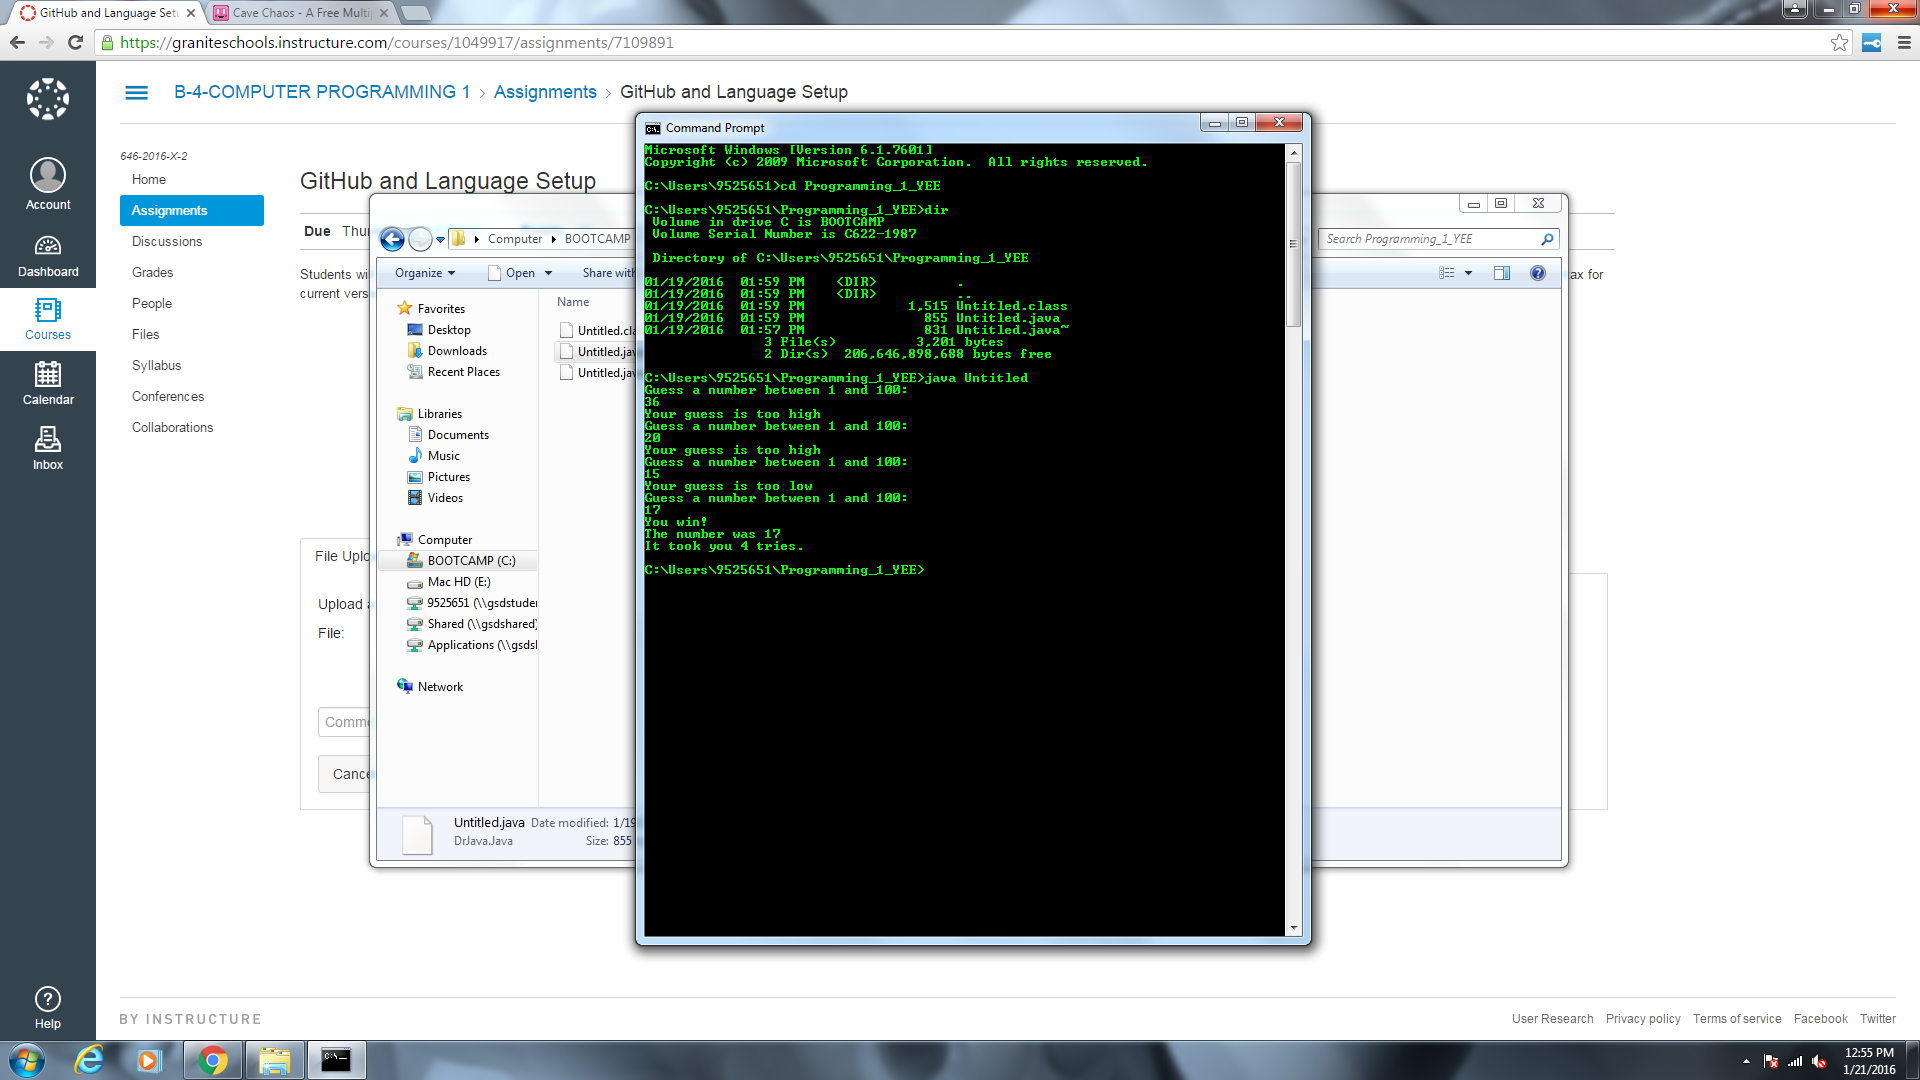 GitHub and Language Setu
Cave Chaos - A Free Multip
https://graniteschools.instructure.com/courses/1049917/assignments/7109891
Account
Dashboard
Courses
Calendar
Inbox
Help
B-4-COMPUTER PROGRAMMING 1 > Assignments > GitHub and Language Setup
646-2016-X-2
Home
Assignments
Discussions
Grades
People
Files
Syllabus
Conferences
Collaborations
GitHub and Language Setup
Due Thu
Students wi
ax for
current vers
File Uplo
Upload a
File:
Comme
Cance
Computer BOOTCAMP
Search Programming_1_YEE
Organize Open Share with
Favorites
Desktop
Downloads
Recent Places
Libraries
Documents
Music
Pictures
Videos
Computer
BOOTCAMP (C:)
Mac HD (E:)
9525651 (\\gsdstuder
Shared (\\gsdshared)
Applications (\\gsdsl
Network
Name
Untitled.cla
Untitled.jav
Untitled.jav
Untitled.java Date modified: 1/19
DrJava.Java Size: 855
Command Prompt
Microsoft Windows [Version 6.1.7601]
Copyright (c) 2009 Microsoft Corporation.  All rights reserved.
C:\Users\9525651>cd Programming_1_YEE
C:\Users\9525651\Programming_1_YEE>dir
Volume in drive C is BOOTCAMP
Volume Serial Number is C622-1987
Directory of C:\Users\9525651\Programming_1_YEE
01/19/2016  01:59 PM    <DIR>          .
01/19/2016  01:59 PM    <DIR>          ..
01/19/2016  01:59 PM             1,515 Untitled.class
01/19/2016  01:59 PM               855 Untitled.java
01/19/2016  01:57 PM               831 Untitled.java~
3 File(s)          3,201 bytes
2 Dir(s)  206,646,898,688 bytes free
C:\Users\9525651\Programming_1_YEE>java Untitled
Guess a number between 1 and 100:
36
Your guess is too high
Guess a number between 1 and 100:
20
Your guess is too high
Guess a number between 1 and 100:
15
Your guess is too low
Guess a number between 1 and 100:
17
You win!
The number was 17
It took you 4 tries.
C:\Users\9525651\Programming_1_YEE>
BY INSTRUCTURE
User Research Privacy policy Terms of service Facebook Twitter
12:55 PM
1/21/2016